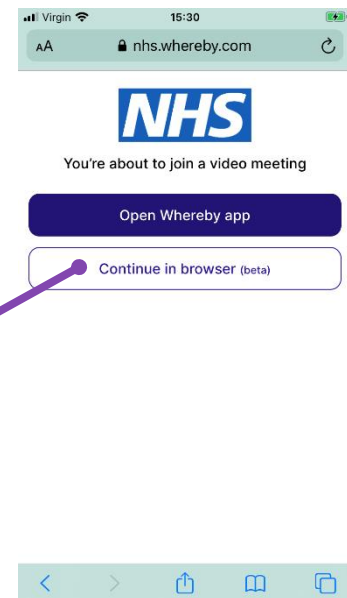 Virgin 15:30
AA nhs.whereby.com
NHS
You're about to join a video meeting
Open Whereby app
Continue in browser (beta)